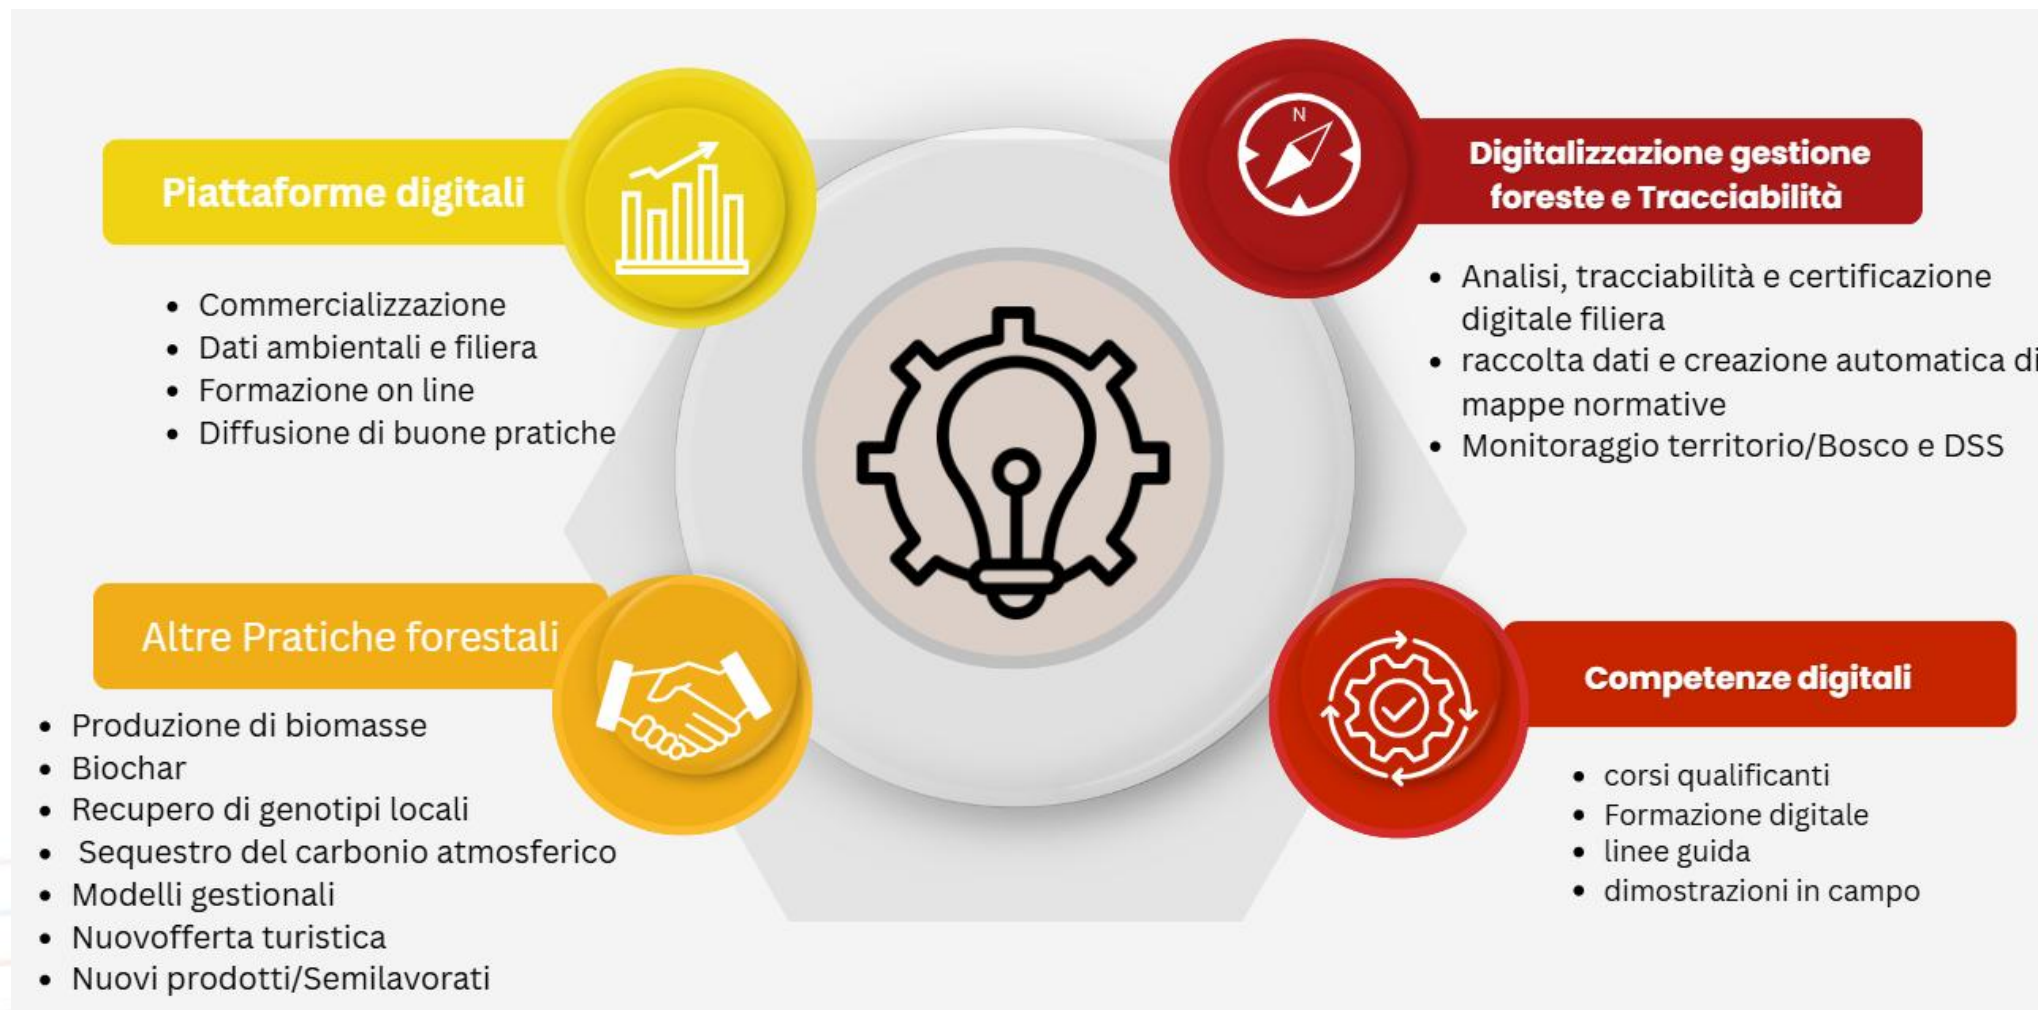 Piattaforme digitali
• Commercializzazione
• Dati ambientali e filiera
• Formazione on line
• Diffusione di buone pratiche
N
Digitalizzazione gestione
foreste e Tracciabilità
• Analisi, tracciabilità e certificazione
digitale filiera
• raccolta dati e creazione automatica di
mappe normative
• Monitoraggio territorio/Bosco e DSS
Altre Pratiche forestali
• Produzione di biomasse
• Biochar
• Recupero di genotipi locali
• Sequestro del carbonio atmosferico
• Modelli gestionali
• Nuovofferta turistica
• Nuovi prodotti/Semilavorati
Competenze digitali
• corsi qualificanti
• Formazione digitale
• linee guida
• dimostrazioni in campo